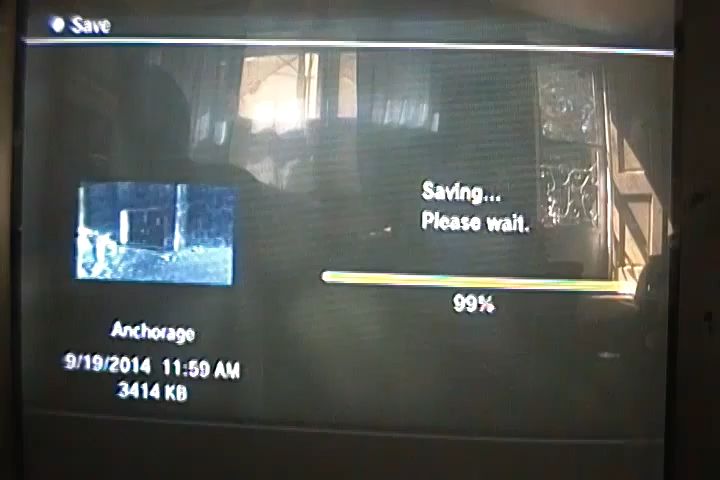 Save
Saving...
Please wait.
99%
Anchorage
9/19/2014 11:59 AM
3414 KB